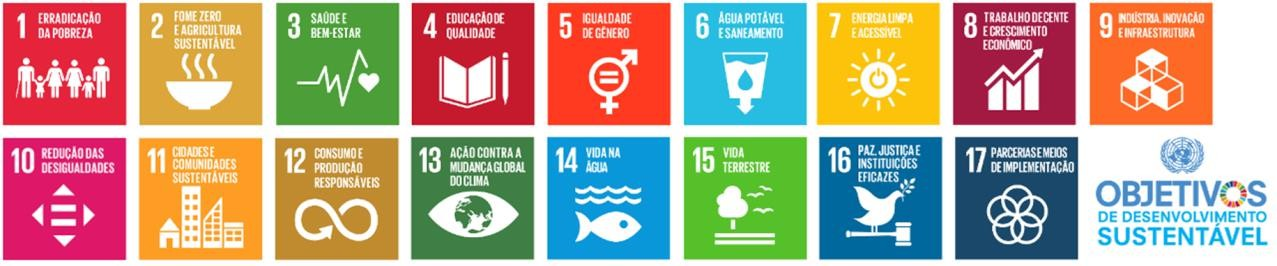 1 ERRADICAÇÃO
DA POBREZA
2 FOME ZERO
E AGRICULTURA
SUSTENTÁVEL
3 SAÚDE E
BEM-ESTAR
4 EDUCAÇÃO DE
QUALIDADE
5 IGUALDADE
DE GÊNERO
6 ÁGUA POTÁVEL
E SANEAMENTO
7 ENERGIA LIMPA
E ACESSÍVEL
8 TRABALHO DECENTE
E CRESCIMENTO
ECONÔMICO
9 INDÚSTRIA, INOVAÇÃO
E INFRAESTRUTURA
10 REDUÇÃO DAS
DESIGUALDADES
11 CIDADES E
COMUNIDADES
SUSTENTÁVEIS
12 CONSUMO E
PRODUÇÃO
RESPONSÁVEIS
13 AÇÃO CONTRA A
MUDANÇA GLOBAL
DO CLIMA
14 VIDA NA
ÁGUA
15 VIDA
TERRESTRE
16 PAZ, JUSTIÇA E
INSTITUIÇÕES
EFICAZES
17 PARCERIAS E MEIOS
DE IMPLEMENTAÇÃO
OBJETIVOS
DE DESENVOLVIMENTO
SUSTENTÁVEL